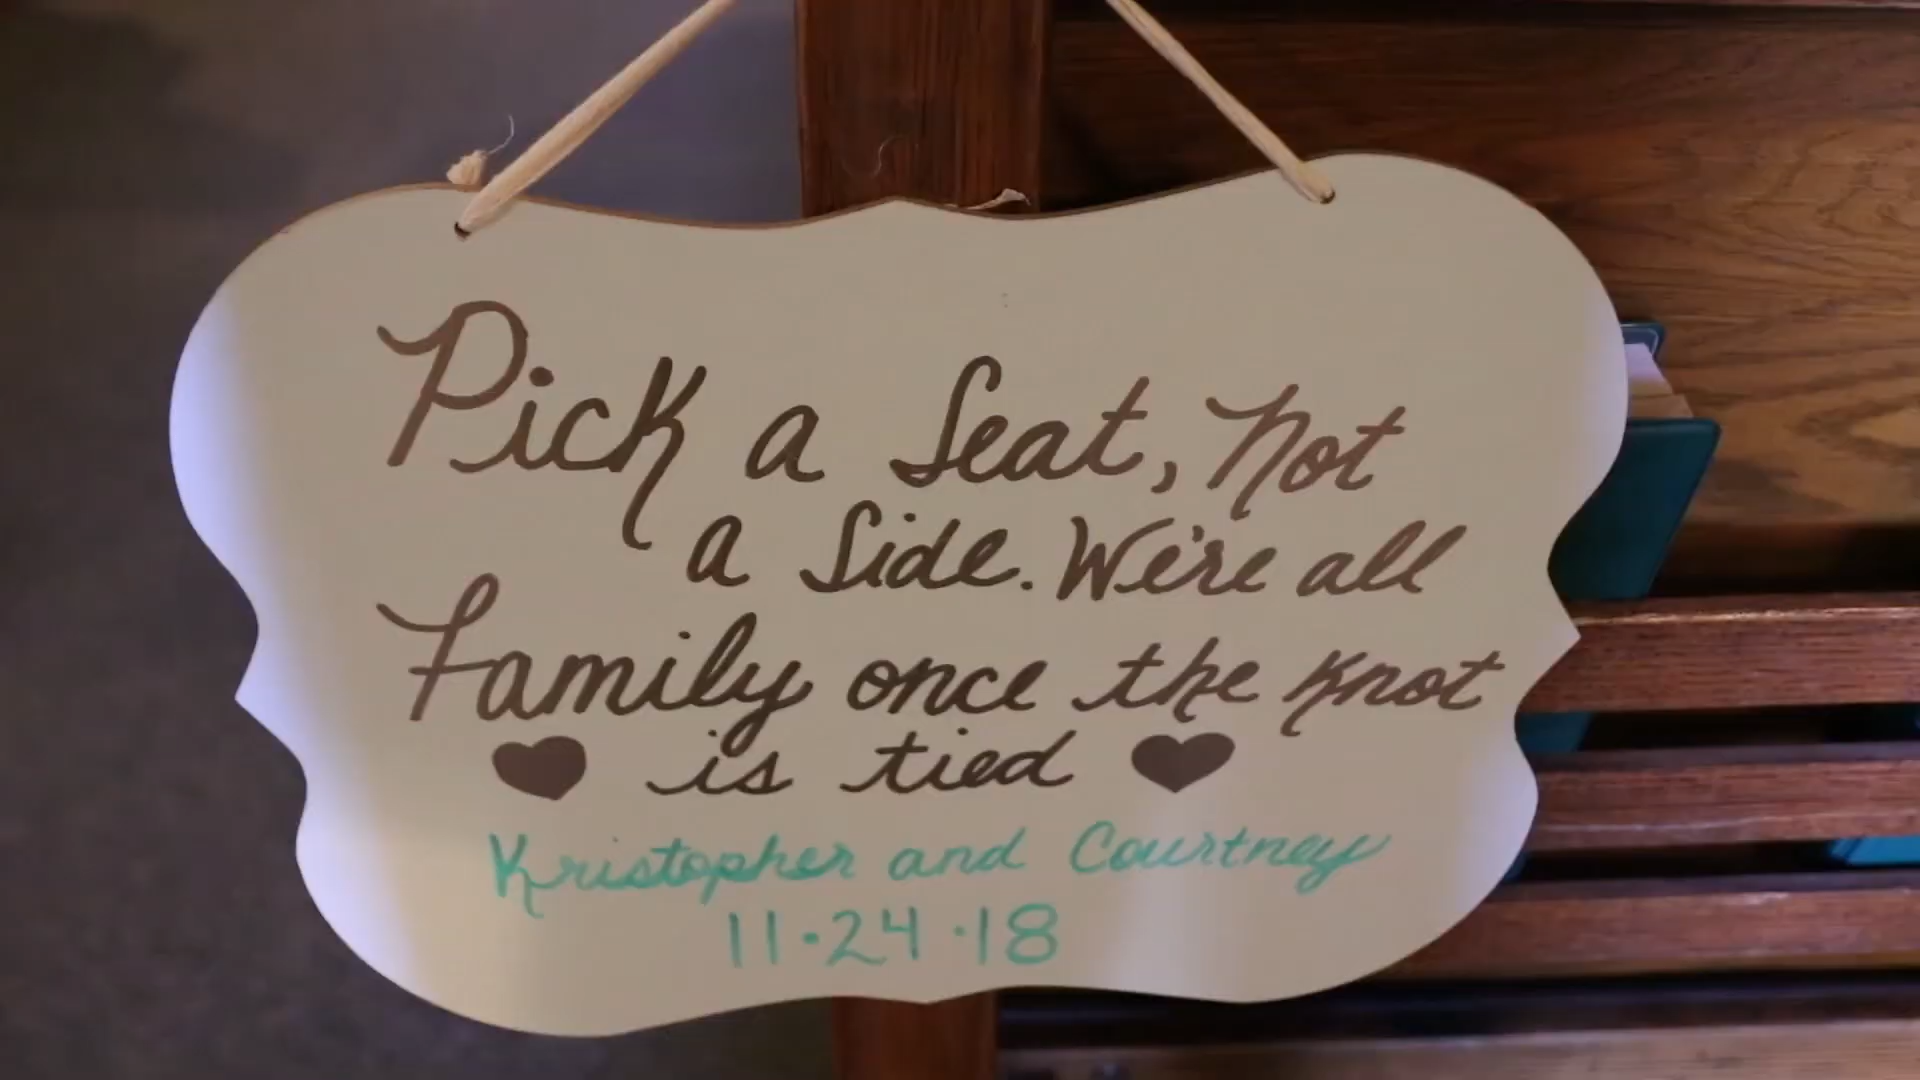 Pick a Seat, Not
a Side. We're all
Family once the knot
is tied
Kristopher and Courtney
11·24·18